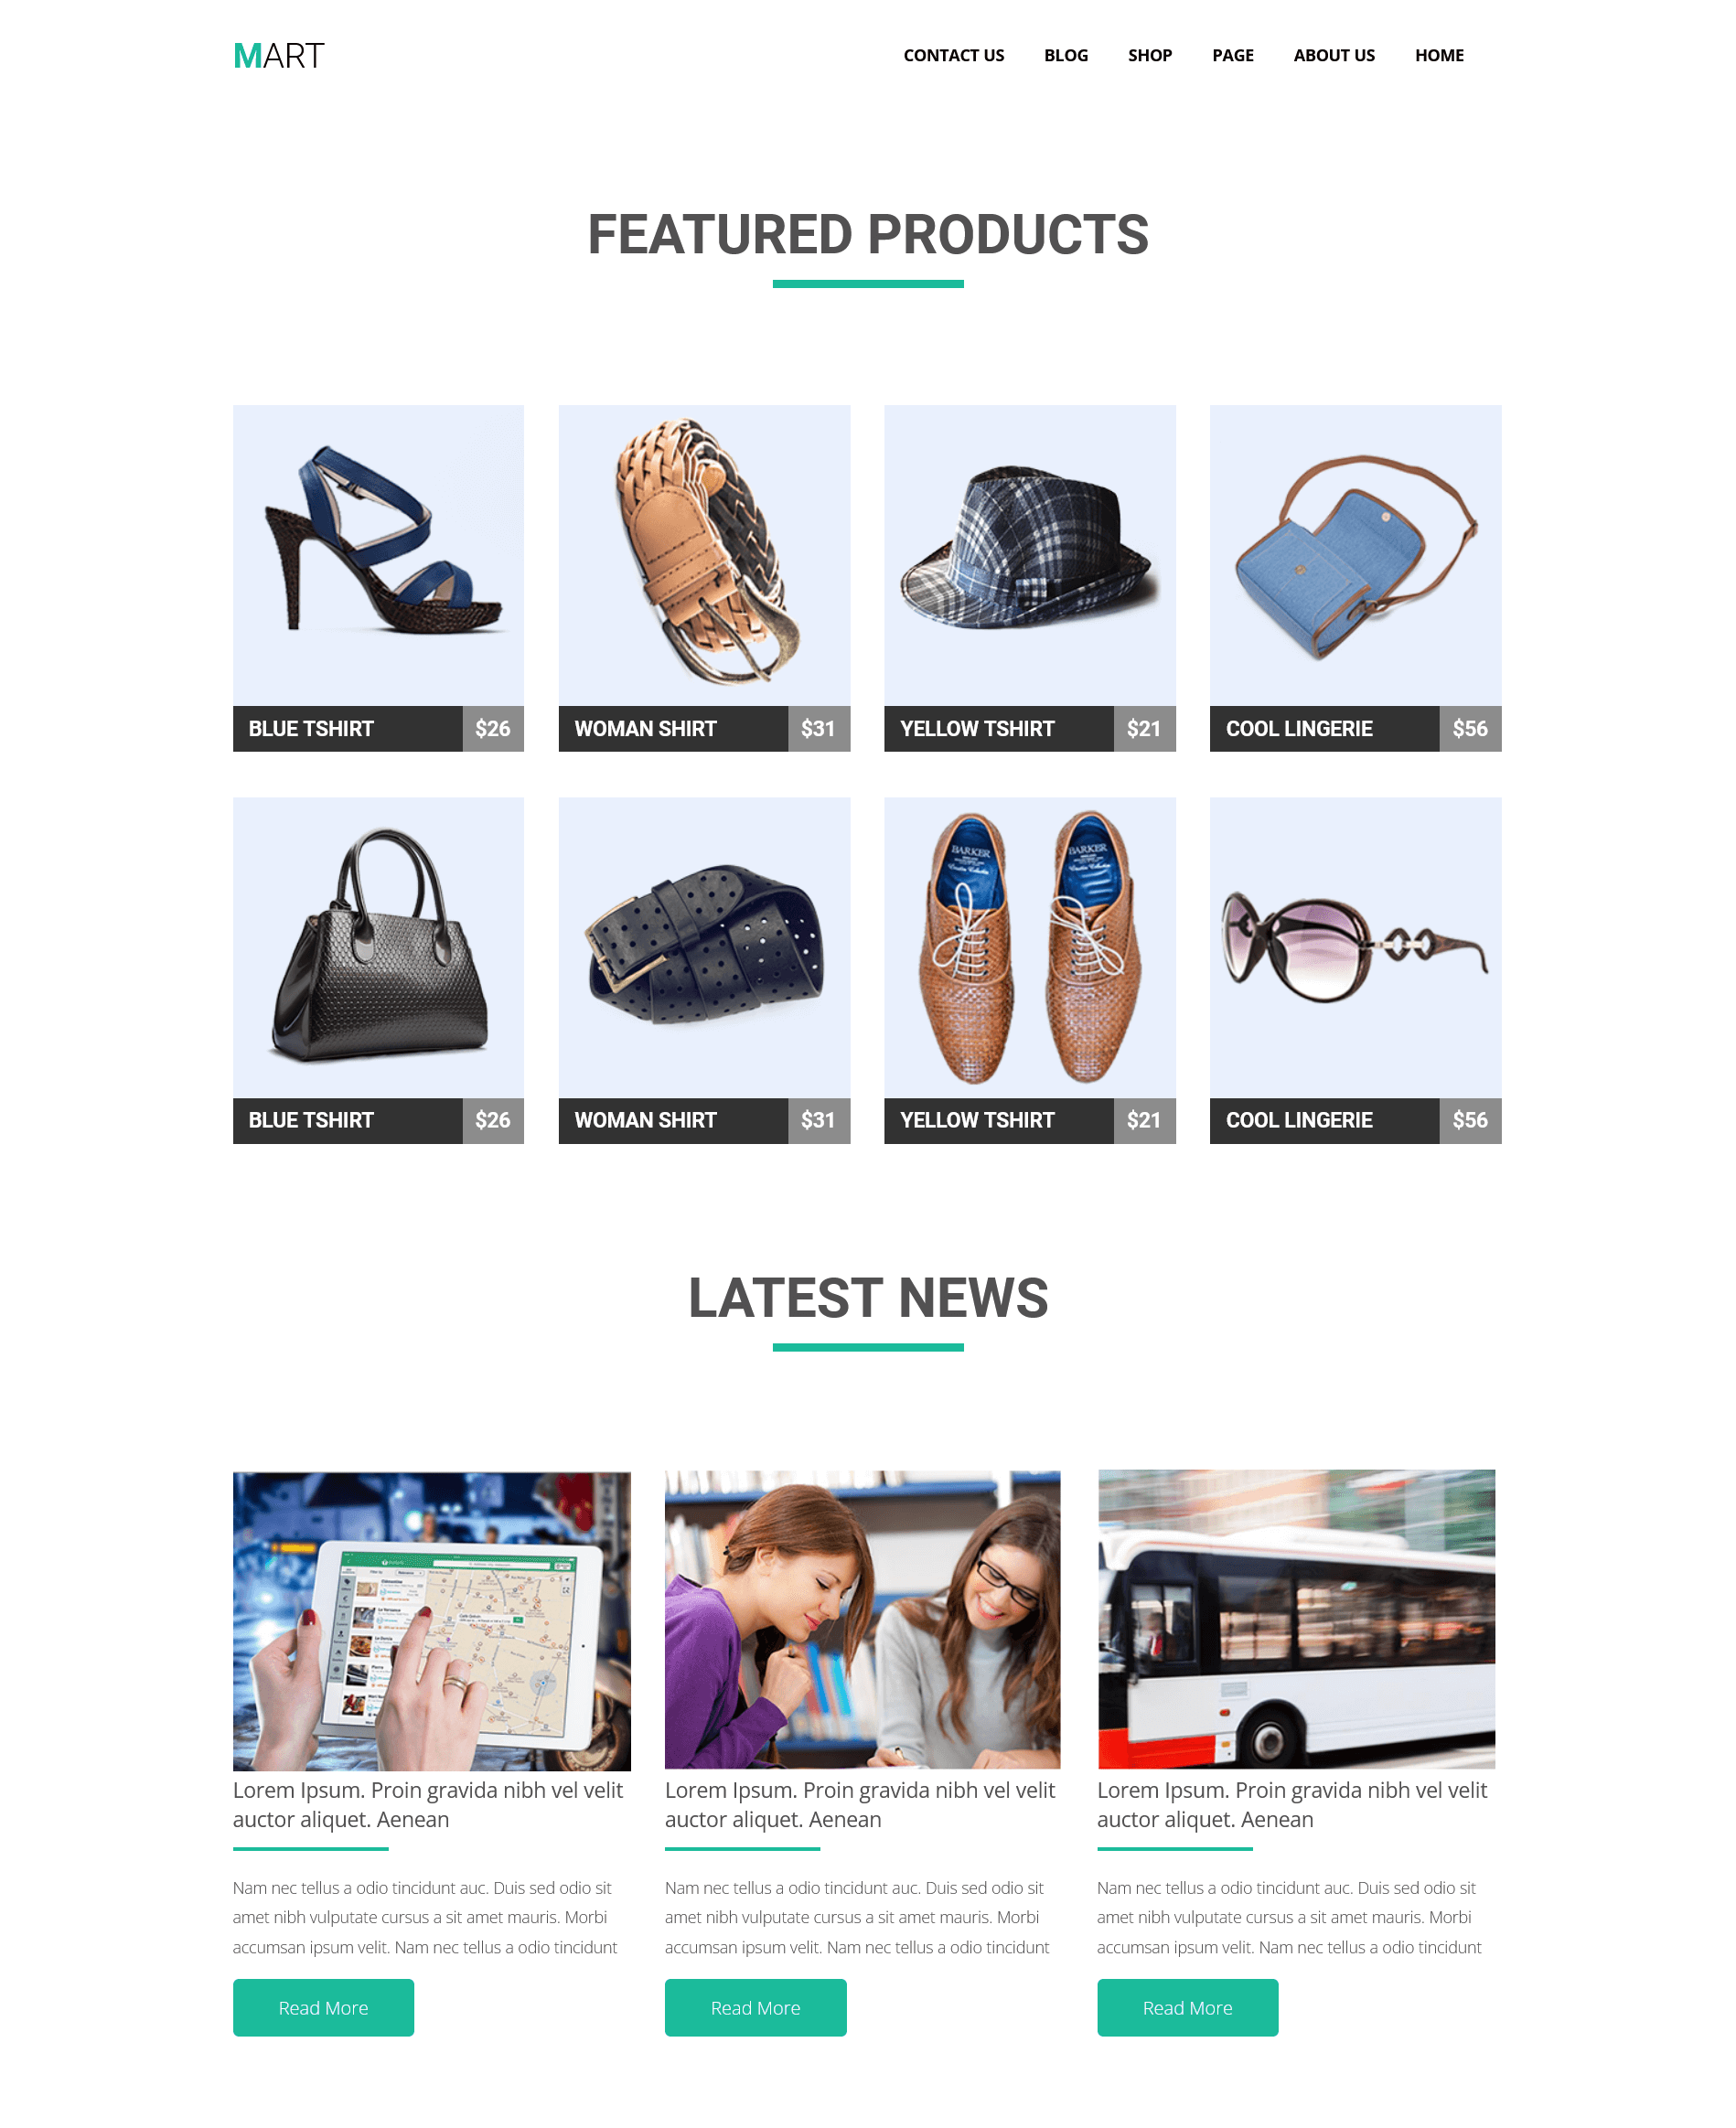 MART
CONTACT US BLOG SHOP PAGE ABOUT US HOME
FEATURED PRODUCTS
BLUE TSHIRT $26
WOMAN SHIRT $31
YELLOW TSHIRT $21
COOL LINGERIE $56
BARKER
BARKER
BLUE TSHIRT $26
WOMAN SHIRT $31
YELLOW TSHIRT $21
COOL LINGERIE $56
LATEST NEWS
Lorem Ipsum. Proin gravida nibh vel velit
auctor aliquet. Aenean
Nam nec tellus a odio tincidunt auc. Duis sed odio sit
amet nibh vulputate cursus a sit amet mauris. Morbi
accumsan ipsum velit. Nam nec tellus a odio tincidunt
Read More
Lorem Ipsum. Proin gravida nibh vel velit
auctor aliquet. Aenean
Nam nec tellus a odio tincidunt auc. Duis sed odio sit
amet nibh vulputate cursus a sit amet mauris. Morbi
accumsan ipsum velit. Nam nec tellus a odio tincidunt
Read More
Lorem Ipsum. Proin gravida nibh vel velit
auctor aliquet. Aenean
Nam nec tellus a odio tincidunt auc. Duis sed odio sit
amet nibh vulputate cursus a sit amet mauris. Morbi
accumsan ipsum velit. Nam nec tellus a odio tincidunt
Read More